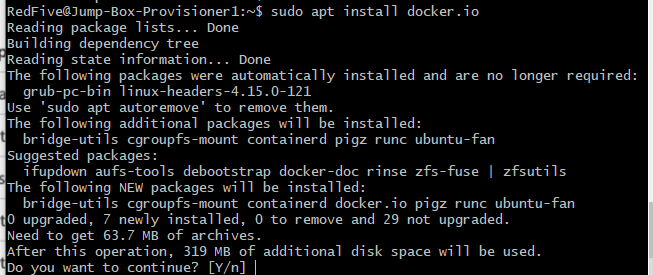 RedFive@Jump-Box-Provisioner1:~$ sudo apt install docker.io
Reading package lists... Done
Building dependency tree
Reading state information... Done
The following packages were automatically installed and are no longer required:
  grub-pc-bin linux-headers-4.15.0-121
Use 'sudo apt autoremove' to remove them.
The following additional packages will be installed:
  bridge-utils cgroupfs-mount containerd pigz runc ubuntu-fan
Suggested packages:
  ifupdown aufs-tools debootstrap docker-doc rinse zfs-fuse | zfsutils
The following NEW packages will be installed:
  bridge-utils cgroupfs-mount containerd docker.io pigz runc ubuntu-fan
0 upgraded, 7 newly installed, 0 to remove and 29 not upgraded.
Need to get 63.7 MB of archives.
After this operation, 319 MB of additional disk space will be used.
Do you want to continue? [Y/n]